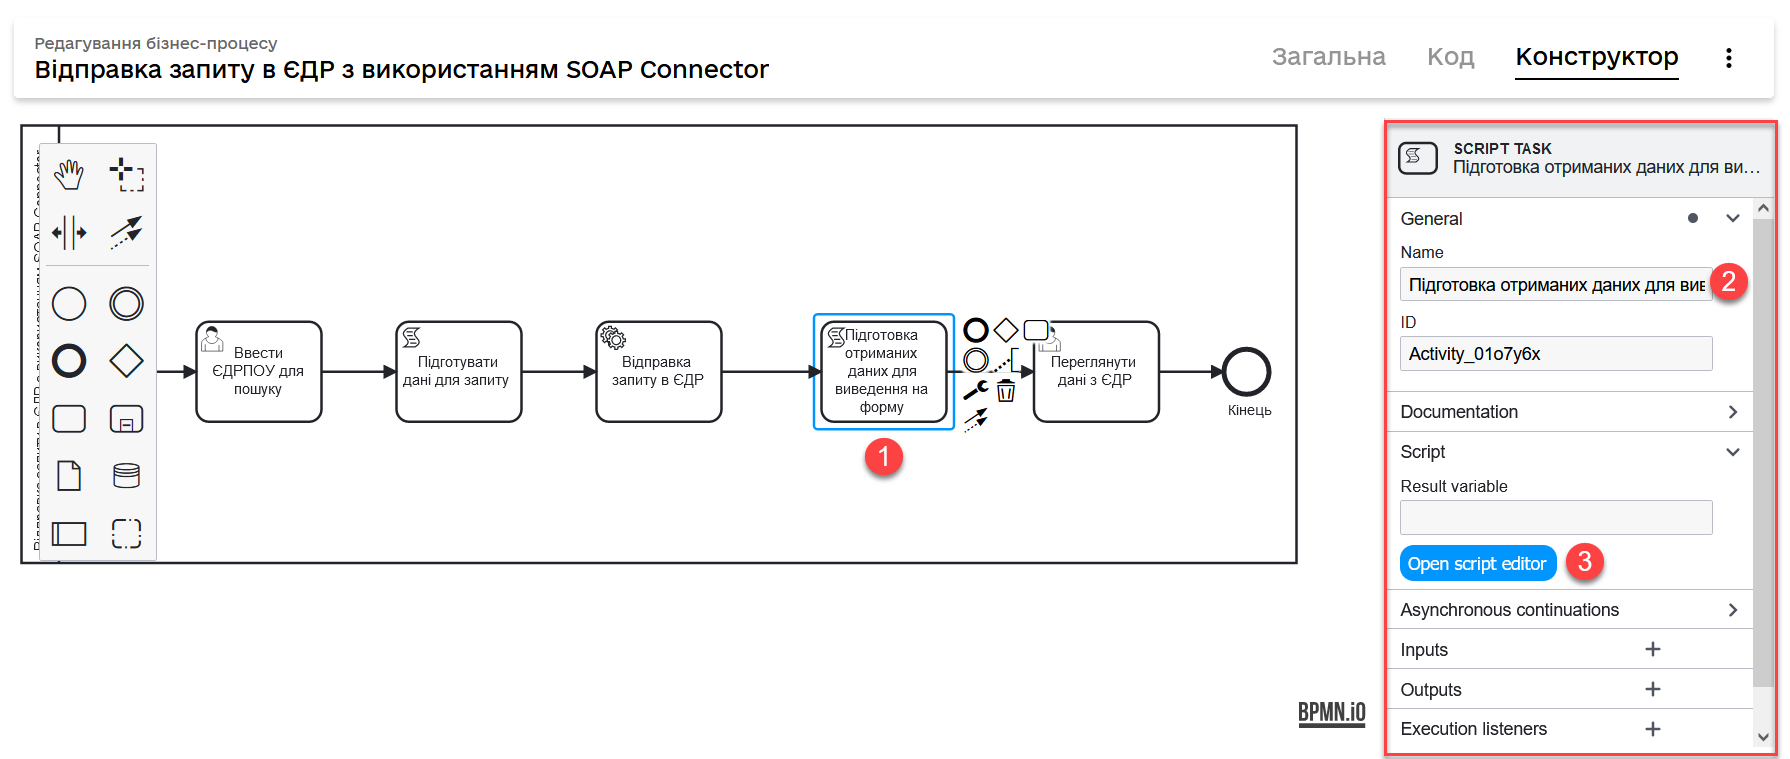 Редагування бізнес-процесу
Відправка запиту в ЄДР з використанням SOAP Connector
Загальна
Код
Конструктор
Ввести
ЄДРПОУ для
пошуку
Підготувати
дані для запиту
Відправка
запиту в ЄДР
Підготовка
отриманих
даних для
виведення на
форму
1
Переглянути
дані з ЄДР
Кінець
BPMN.iO
SCRIPT TASK
Підготовка отриманих даних для ви...
General
Name
Підготовка отриманих даних для вив
2
ID
Activity_01o7y6x
Documentation
Script
Result variable
Open script editor
3
Asynchronous continuations
Inputs
Outputs
Execution listeners